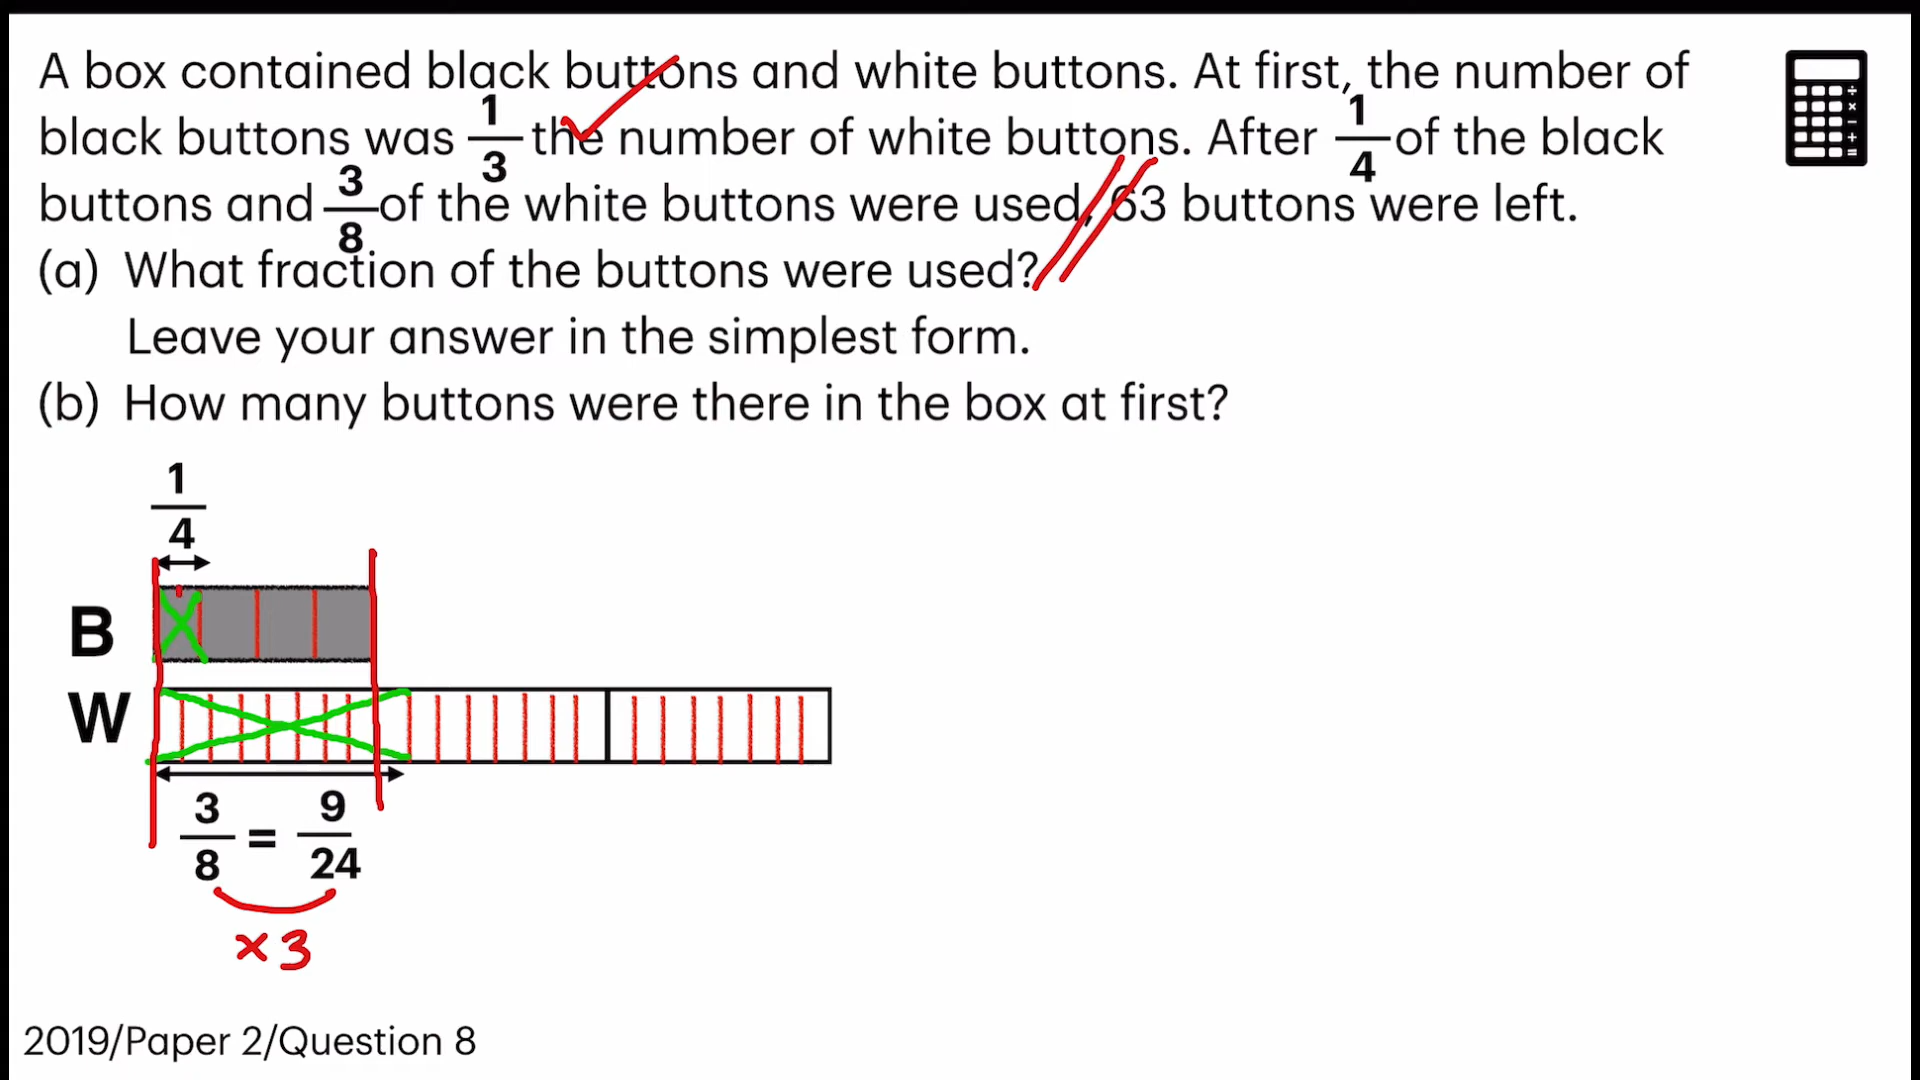 A box contained black buttons and white buttons. At first, the number of
black buttons was 1/3 the number of white buttons. After 1/4 of the black
buttons and 3/8 of the white buttons were used, 63 buttons were left.
(a) What fraction of the buttons were used?
Leave your answer in the simplest form.
(b) How many buttons were there in the box at first?
1/4
B
W
3/8 = 9/24
×3
2019/Paper 2/Question 8